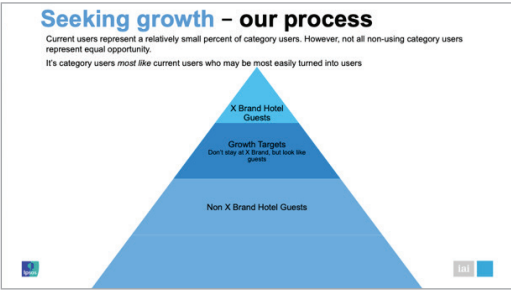 Seeking growth – our process
Current users represent a relatively small percent of category users. However, not all non-using category users
represent equal opportunity.
It's category users most like current users who may be most easily turned into users
X Brand Hotel
Guests
Growth Targets
Don't stay at X Brand, but look like
guests
Non X Brand Hotel Guests
Ipsos